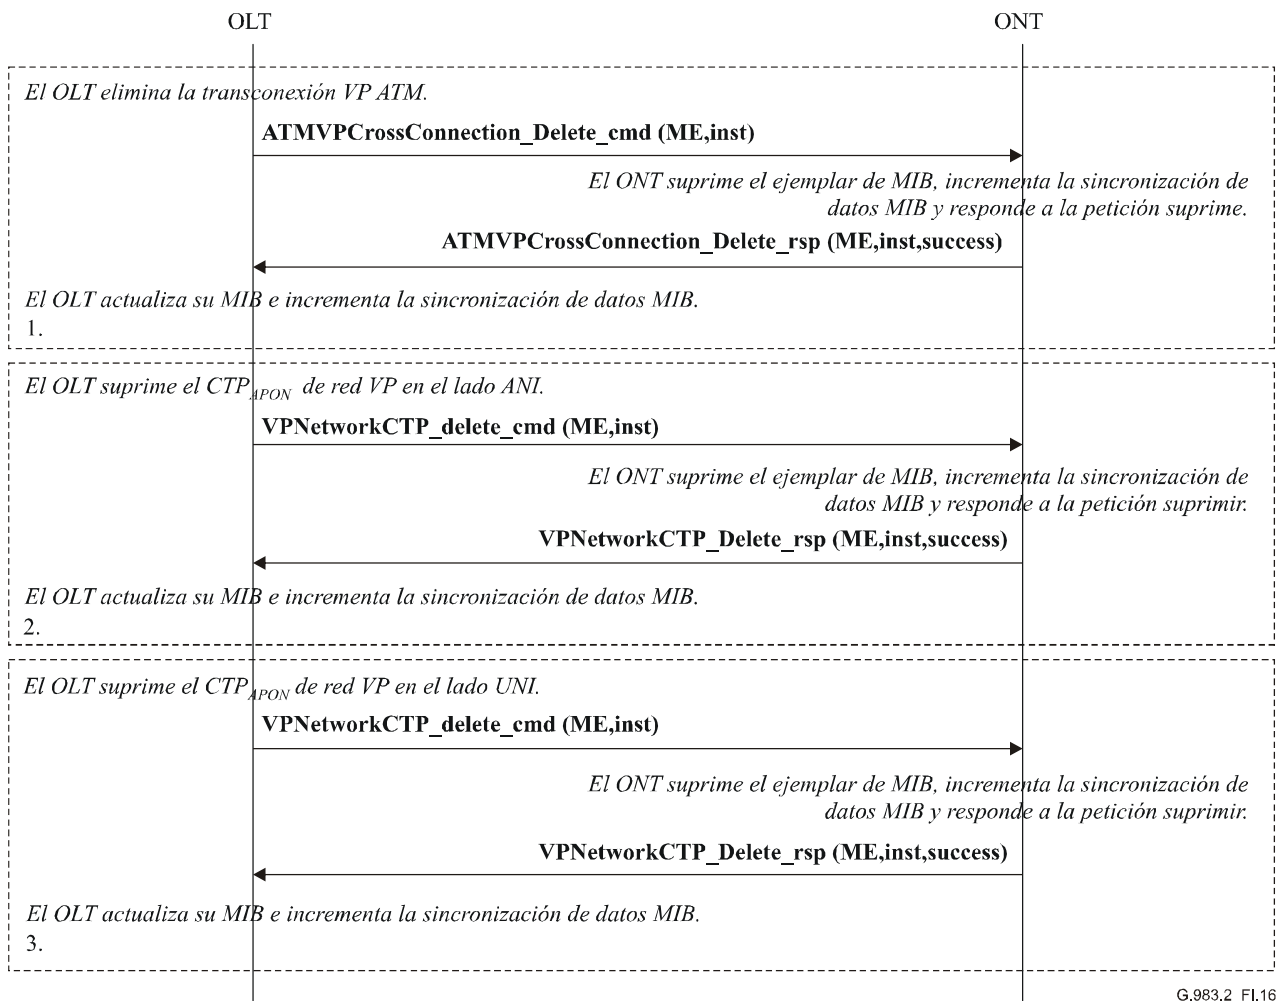 OLT ONT
El OLT elimina la transconexión VP ATM.
ATMVPCrossConnection_Delete_cmd (ME,inst)
El ONT suprime el ejemplar de MIB, incrementa la sincronización de
datos MIB y responde a la petición suprime.
ATMVPCrossConnection_Delete_rsp (ME,inst,success)
El OLT actualiza su MIB e incrementa la sincronización de datos MIB.
1.
El OLT suprime el CTP_APON de red VP en el lado ANI.
VPNetworkCTP_delete_cmd (ME,inst)
El ONT suprime el ejemplar de MIB, incrementa la sincronización de
datos MIB y responde a la petición suprimir.
VPNetworkCTP_Delete_rsp (ME,inst,success)
El OLT actualiza su MIB e incrementa la sincronización de datos MIB.
2.
El OLT suprime el CTP_APON de red VP en el lado UNI.
VPNetworkCTP_delete_cmd (ME,inst)
El ONT suprime el ejemplar de MIB, incrementa la sincronización de
datos MIB y responde a la petición suprimir.
VPNetworkCTP_Delete_rsp (ME,inst,success)
El OLT actualiza su MIB e incrementa la sincronización de datos MIB.
3.
G.983.2_FI.16